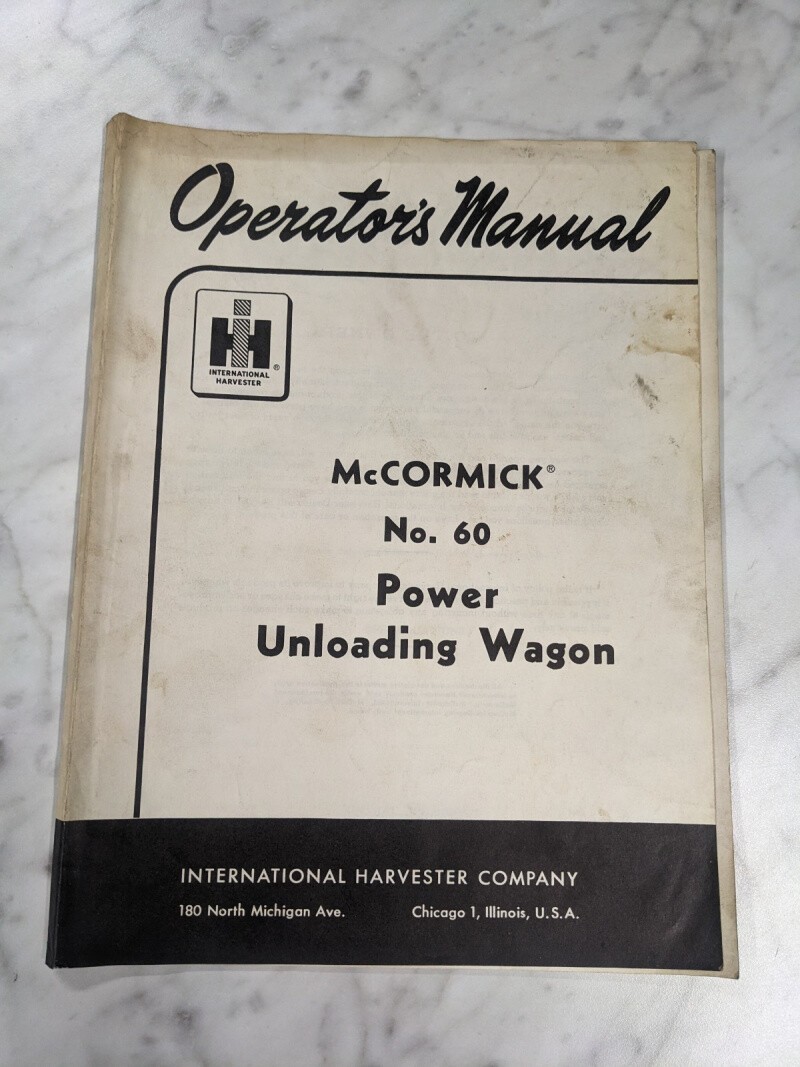 Operator's Manual
IH
®
INTERNATIONAL
HARVESTER
McCORMICK®
No. 60
Power
Unloading Wagon
INTERNATIONAL HARVESTER COMPANY
180 North Michigan Ave. Chicago 1, Illinois, U.S.A.